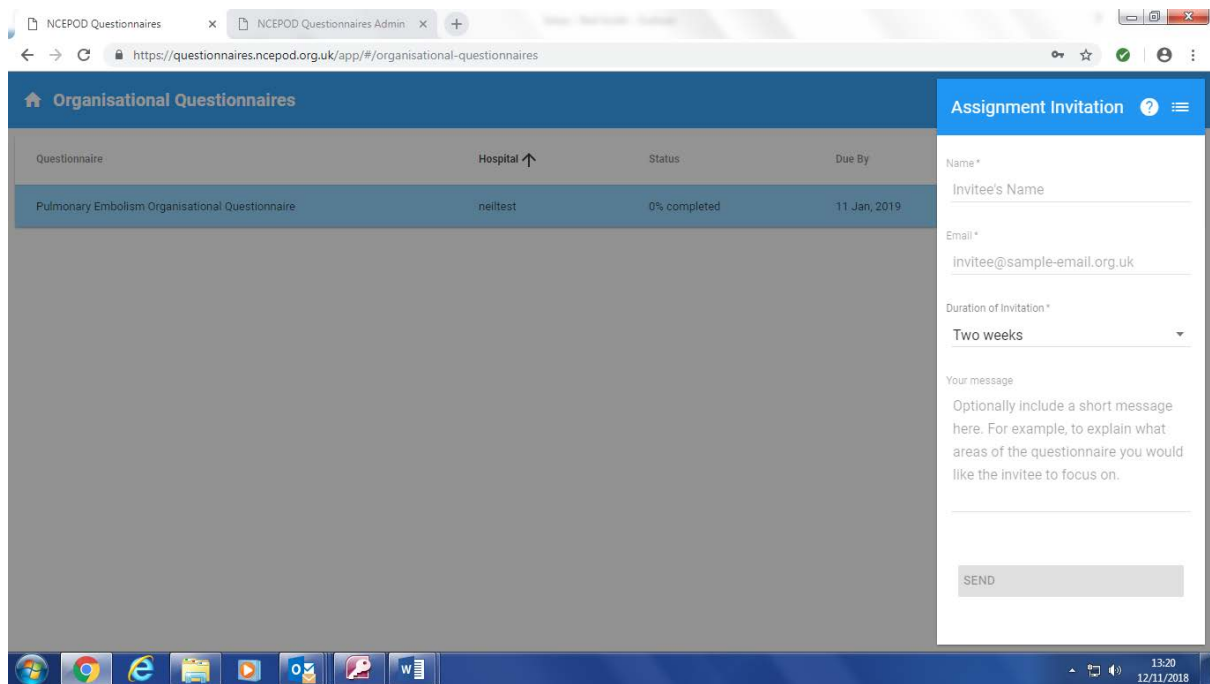 NCEPOD Questionnaires
NCEPOD Questionnaires Admin
https://questionnaires.ncepod.org.uk/app/#/organisational-questionnaires
Organisational Questionnaires
Assignment Invitation
Questionnaire Hospital Status Due By
Pulmonary Embolism Organisational Questionnaire neiltest 0% completed 11 Jan, 2019
Name*
Invitee's Name
Email*
invitee@sample-email.org.uk
Duration of Invitation*
Two weeks
Your message
Optionally include a short message
here. For example, to explain what
areas of the questionnaire you would
like the invitee to focus on.
SEND
13:20
12/11/2018